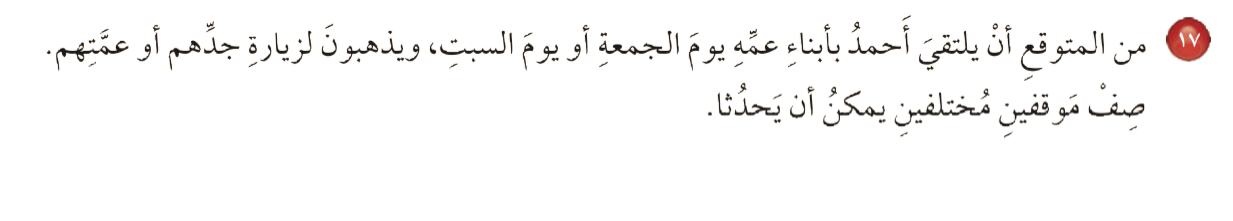 ١٧ من المتوقعِ أنْ يلتقيَ أَحمدُ بأبناءِ عمِّهِ يومَ الجمعةِ أو يومَ السبتِ، ويذهبونَ لزيارةِ جدِّهم أو عمَّتِهم.
صِفْ مَوقفينِ مُختلفينِ يمكنُ أن يَحدُثا.